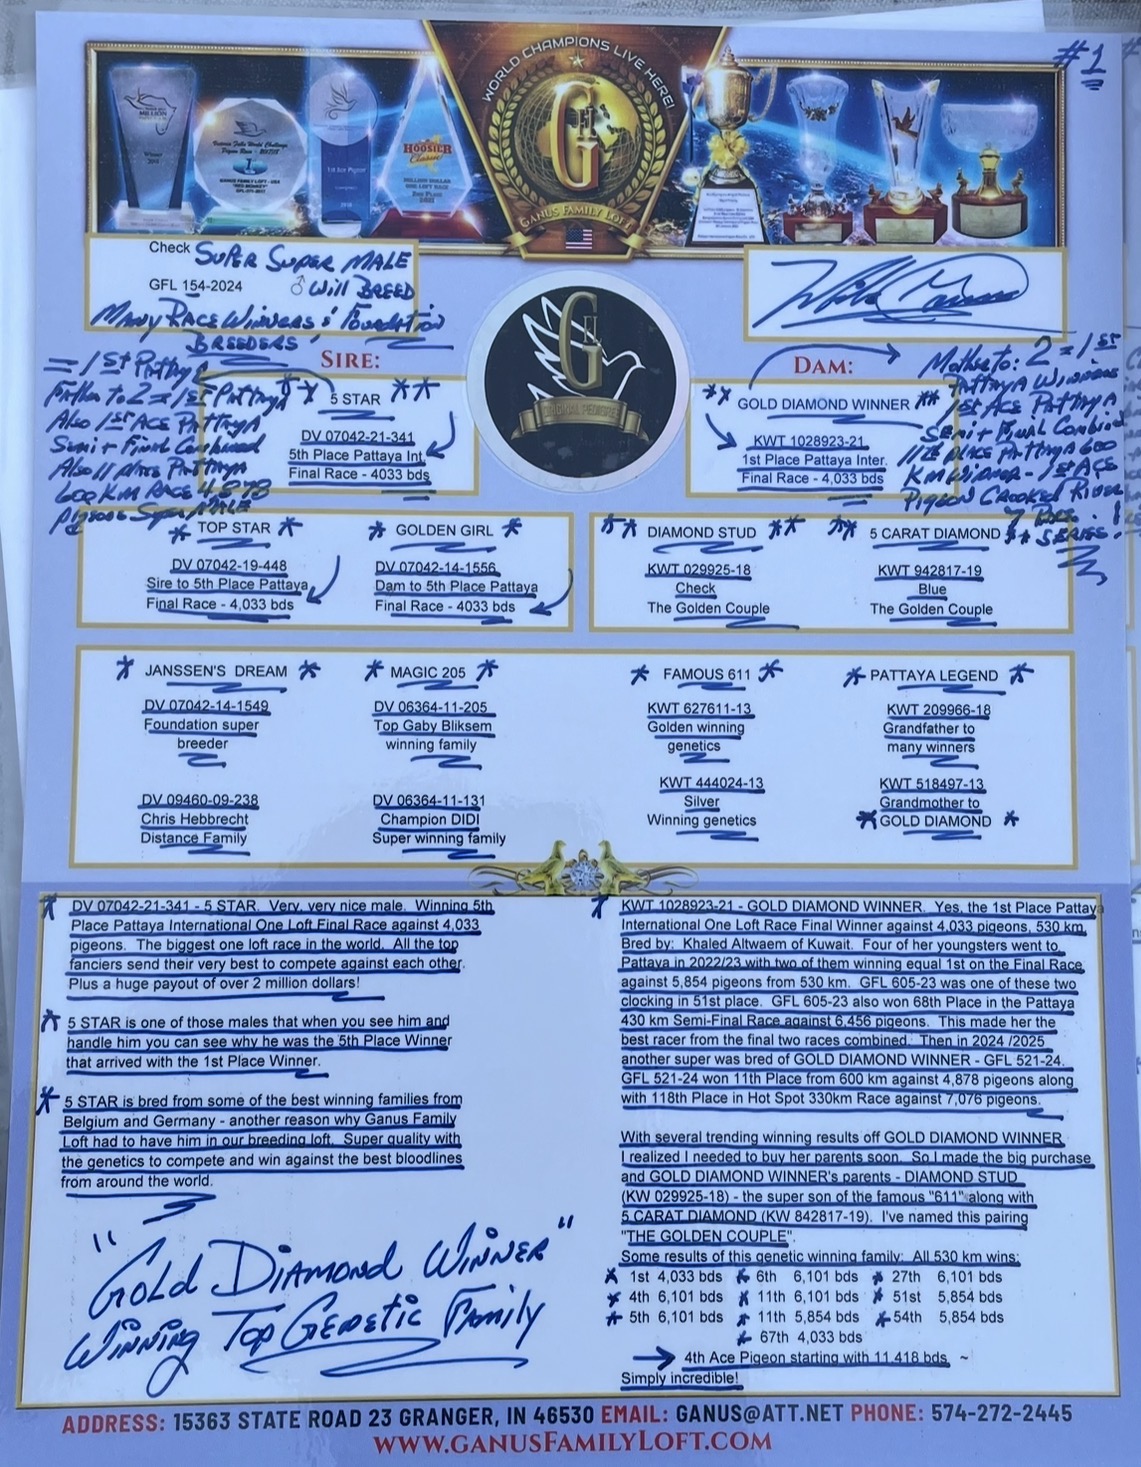 #1
WORLD CHAMPIONS LIVE HERE!
G
GANUS FAMILY LOFT
MILLION
Winner
Victoria Falls World Challenge
1
GANUS FAMILY LOFT - USA
1st Ace Pigeon
HOOSIER
Classic
MILLION DOLLAR
ONE LOFT RACE
Check SUPER SUPER MALE
GFL 154-2024 ♂ Will BREED
MANY RACE WINNERS & FOUNDATION
BREEDERS
SIRE:
= 1st Pattaya
Father to 2 = 1st Pattaya
Also 1st ACE PATTAYA
Semi + Final Combined
Also 11 place Pattaya
600 KM RACE 4878
pigeons Super MALE
** 5 STAR **
DV 07042-21-341
5th Place Pattaya Int.
Final Race - 4033 bds
DAM:
** GOLD DIAMOND WINNER **
KWT 1028923-21
1st Place Pattaya Inter.
Final Race - 4,033 bds
Mother to: 2 = 1st
Pattaya Winners
1st Ace Pattaya
Semi + Final Combined
11th place Pattaya 600
Km Winner - 1st Ace
Pigeon Crooked River
7 Race !
** SERIES.
* TOP STAR *
DV 07042-19-448
Sire to 5th Place Pattaya
Final Race - 4,033 bds
* GOLDEN GIRL *
DV 07042-14-1556
Dam to 5th Place Pattaya
Final Race - 4033 bds
** DIAMOND STUD **
KWT 029925-18
Check
The Golden Couple
** 5 CARAT DIAMOND
KWT 942817-19
Blue
The Golden Couple
* JANSSEN'S DREAM *
DV 07042-14-1549
Foundation super
breeder
DV 09460-09-238
Chris Hebbrecht
Distance Family
* MAGIC 205 *
DV 06364-11-205
Top Gaby Bliksem
winning family
DV 06364-11-131
Champion DIDI
Super winning family
* FAMOUS 611 *
KWT 627611-13
Golden winning
genetics
KWT 444024-13
Silver
Winning genetics
* PATTAYA LEGEND *
KWT 209966-18
Grandfather to
many winners
KWT 518497-13
Grandmother to
* GOLD DIAMOND *
* DV 07042-21-341 - 5 STAR. Very, very nice male. Winning 5th
Place Pattaya International One Loft Final Race against 4,033
pigeons. The biggest one loft race in the world. All the top
fanciers send their very best to compete against each other.
Plus a huge payout of over 2 million dollars!
* 5 STAR is one of those males that when you see him and
handle him you can see why he was the 5th Place Winner
that arrived with the 1st Place Winner.
* 5 STAR is bred from some of the best winning families from
Belgium and Germany - another reason why Ganus Family
Loft had to have him in our breeding loft. Super quality with
the genetics to compete and win against the best bloodlines
from around the world.
"GOLD DIAMOND WINNER"
WINNING TOP GENETIC FAMILY
* KWT 1028923-21 - GOLD DIAMOND WINNER. Yes, the 1st Place Pattaya
International One Loft Race Final Winner against 4,033 pigeons, 530 km.
Bred by: Khaled Altwaem of Kuwait. Four of her youngsters went to
Pattaya in 2022/23 with two of them winning equal 1st on the Final Race
against 5,854 pigeons from 530 km. GFL 605-23 was one of these two
clocking in 51st place. GFL 605-23 also won 68th Place in the Pattaya
430 km Semi-Final Race against 6,456 pigeons. This made her the
best racer from the final two races combined. Then in 2024 /2025
another super was bred of GOLD DIAMOND WINNER - GFL 521-24.
GFL 521-24 won 11th Place from 600 km against 4,878 pigeons along
with 118th Place in Hot Spot 330km Race against 7,076 pigeons.
With several trending winning results off GOLD DIAMOND WINNER
I realized I needed to buy her parents soon. So I made the big purchase
and GOLD DIAMOND WINNER's parents - DIAMOND STUD
(KW 029925-18) - the super son of the famous "611" along with
5 CARAT DIAMOND (KW 842817-19). I've named this pairing
"THE GOLDEN COUPLE"
Some results of this genetic winning family: All 530 km wins:
* 1st 4,033 bds * 6th 6,101 bds * 27th 6,101 bds
* 4th 6,101 bds * 11th 6,101 bds * 51st 5,854 bds
* 5th 6,101 bds * 11th 5,854 bds * 54th 5,854 bds
* 67th 4,033 bds
→ 4th Ace Pigeon starting with 11,418 bds ~
Simply incredible!
ADDRESS: 15363 STATE ROAD 23 GRANGER, IN 46530 EMAIL: GANUS@ATT.NET PHONE: 574-272-2445
WWW.GANUSFAMILYLOFT.COM